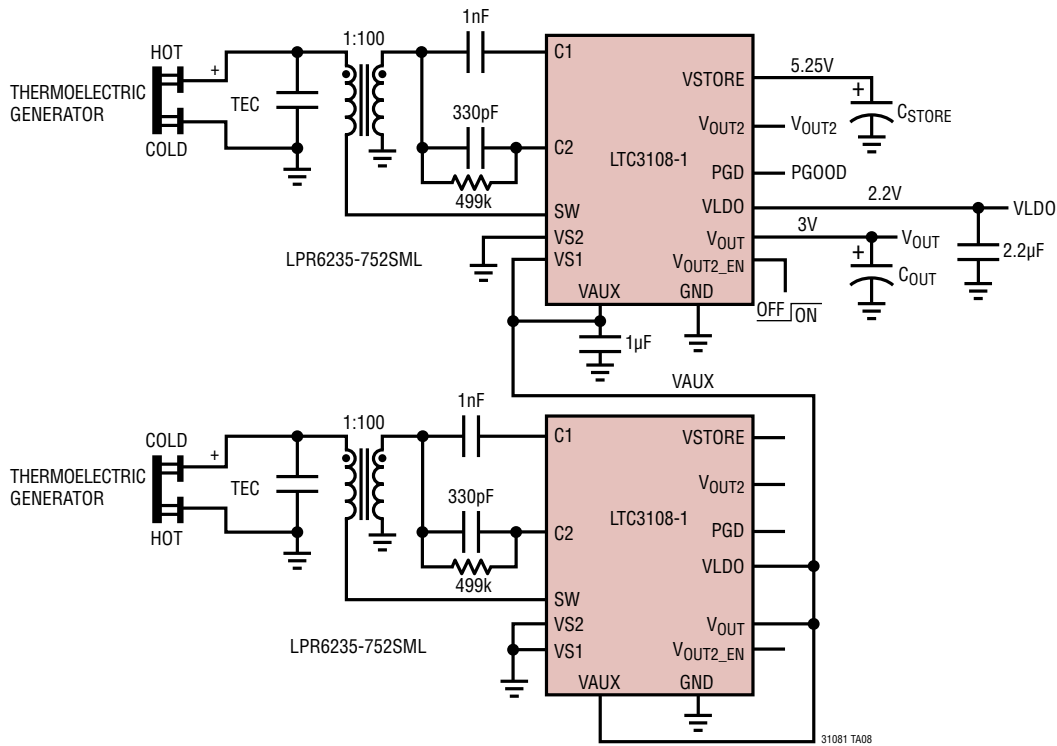 1nF
1:100
HOT
+
THERMOELECTRIC
GENERATOR
TEC
COLD
330pF
499k
LPR6235-752SML
C1
C2
SW
VS2
VS1
VAUX
GND
LTC3108-1
VSTORE
VOUT2
PGD
VLDO
VOUT
VOUT2_EN
5.25V
+
CSTORE
VOUT2
PGOOD
2.2V
VLDO
3V
VOUT
+
COUT
2.2µF
OFF ON
1µF
VAUX
1nF
1:100
COLD
+
THERMOELECTRIC
GENERATOR
TEC
HOT
330pF
499k
LPR6235-752SML
C1
C2
SW
VS2
VS1
VAUX
GND
LTC3108-1
VSTORE
VOUT2
PGD
VLDO
VOUT
VOUT2_EN
31081 TA08